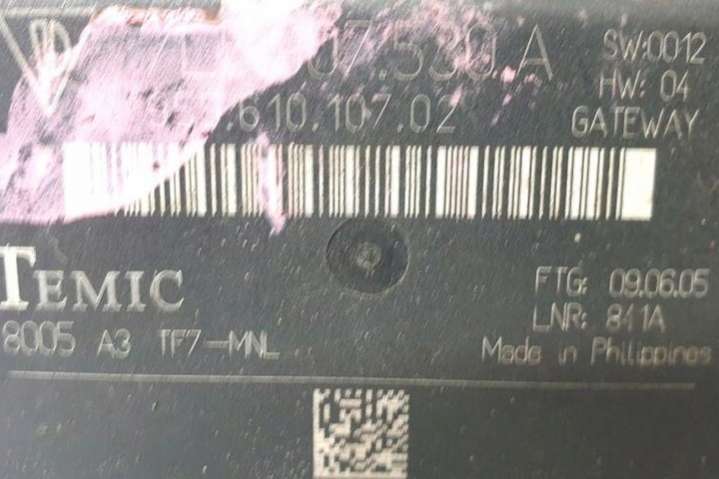 07.530 A
SW:0012
HW: 04
.610.107.02
GATEWAY
TEMIC
FTG: 09.06.05
LNR: 841A
8005 A3 TF7-MNL
Made in Philippines